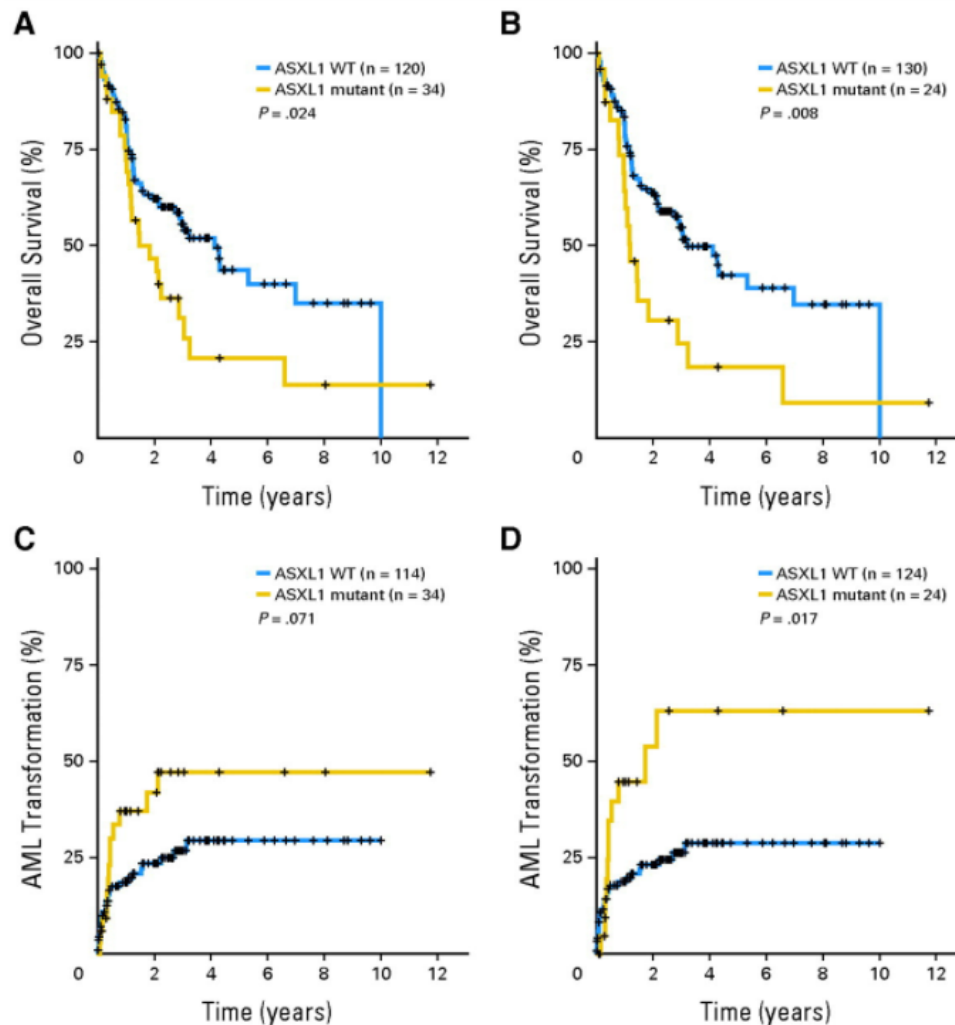 A
Overall Survival (%)
100
75
50
25
0
2
4
6
8
10
12
Time (years)
ASXL1 WT (n = 120)
ASXL1 mutant (n = 34)
P = .024
B
Overall Survival (%)
100
75
50
25
0
2
4
6
8
10
12
Time (years)
ASXL1 WT (n = 130)
ASXL1 mutant (n = 24)
P = .008
C
AML Transformation (%)
100
75
50
25
0
2
4
6
8
10
12
Time (years)
ASXL1 WT (n = 114)
ASXL1 mutant (n = 34)
P = .071
D
AML Transformation (%)
100
75
50
25
0
2
4
6
8
10
12
Time (years)
ASXL1 WT (n = 124)
ASXL1 mutant (n = 24)
P = .017